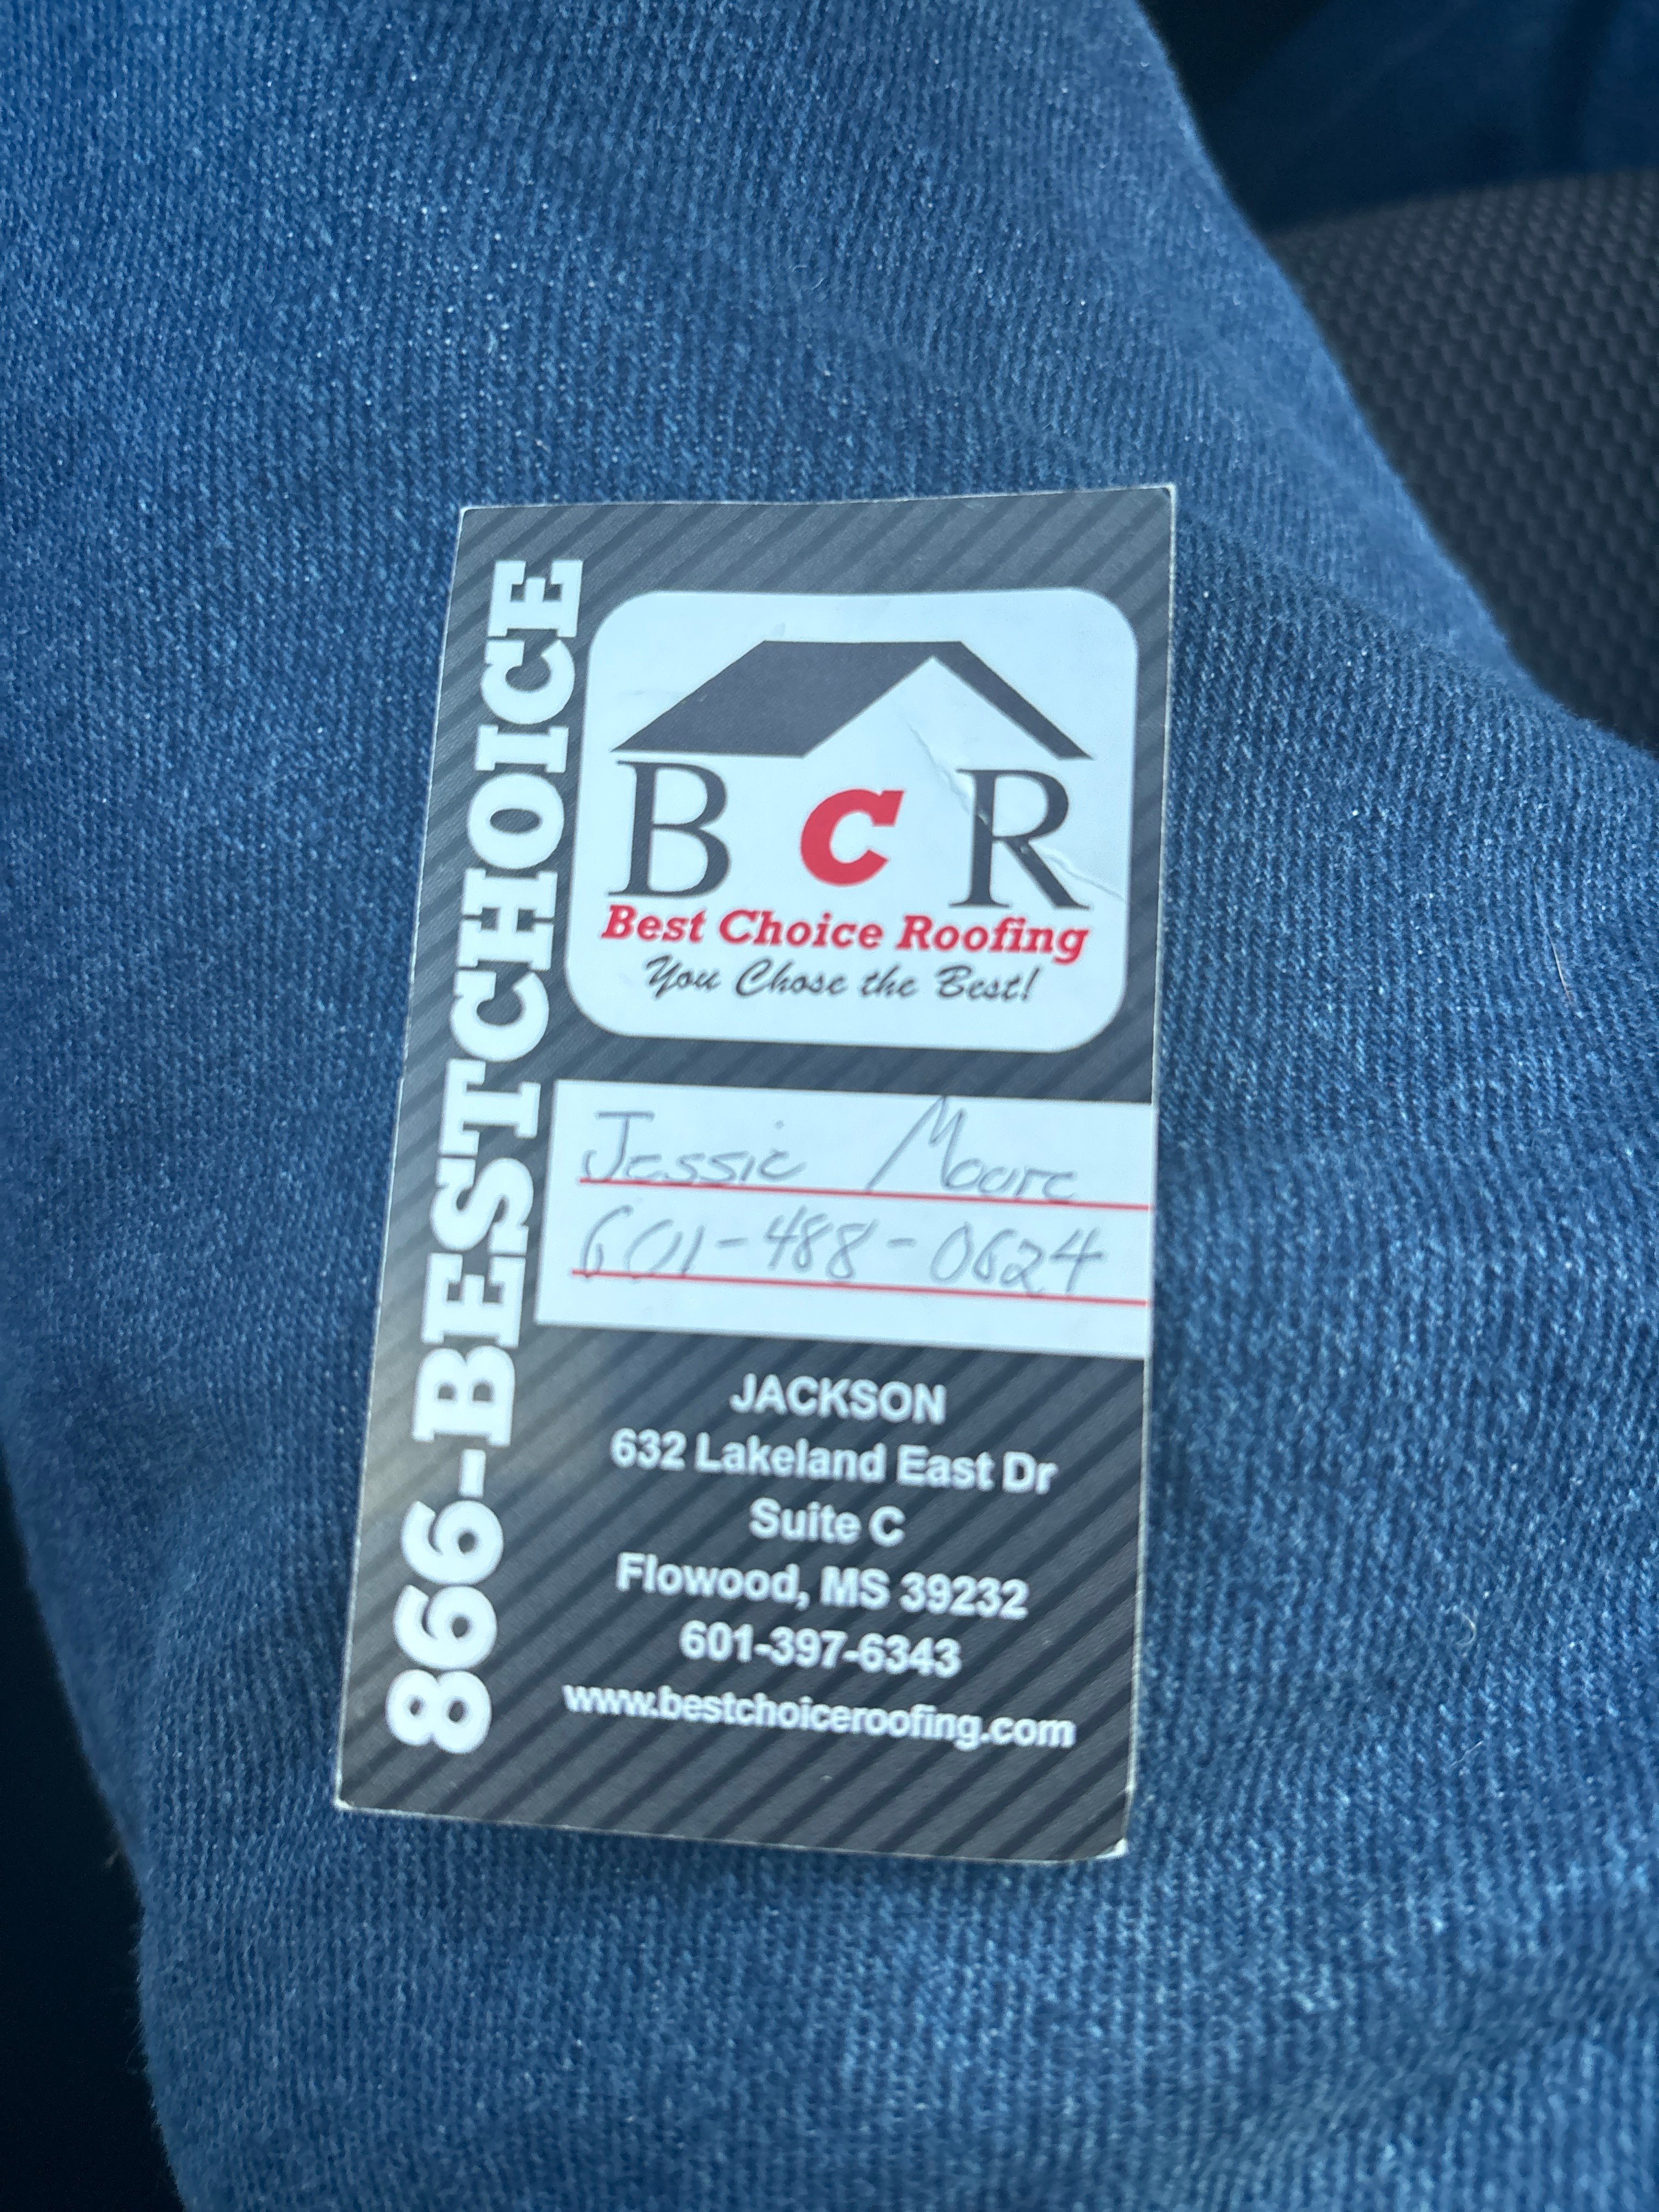 866-BESTCHOICE
B C R
Best Choice Roofing
You Chose the Best!
Jessie Moore
601-488-0624
JACKSON
632 Lakeland East Dr
Suite C
Flowood, MS 39232
601-397-6343
www.bestchoiceroofing.com